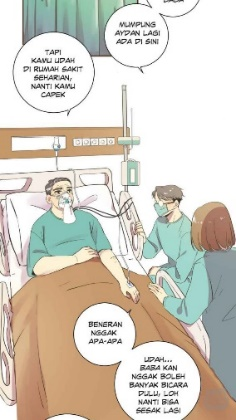 MUMPUNG
AYDAN LAGI
ADA DI SINI
TAPI
KAMU UDAH
DI RUMAH SAKIT
SEHARIAN,
NANTI KAMU
CAPEK
BENERAN
NGGAK
APA-APA
UDAH...
BABA KAN
NGGAK BOLEH
BANYAK BICARA
DULU, LOH
NANTI BISA
SESAK LAGI